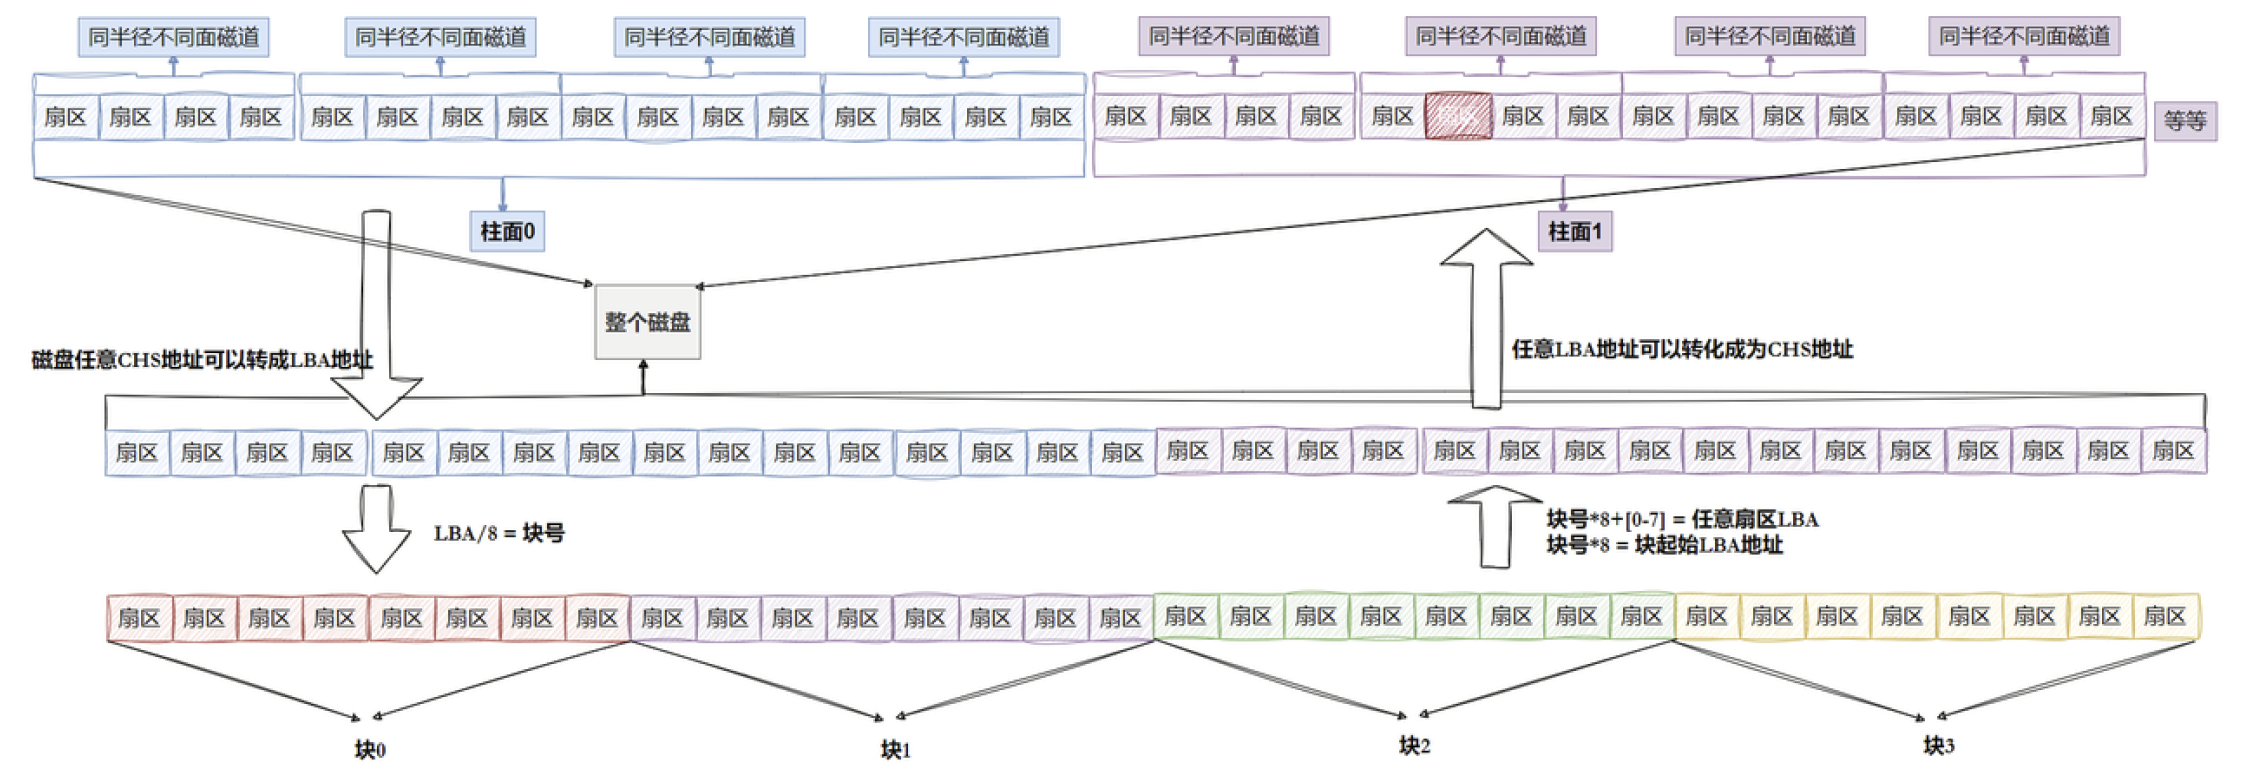 同半径不同面磁道 同半径不同面磁道 同半径不同面磁道 同半径不同面磁道 同半径不同面磁道 同半径不同面磁道 同半径不同面磁道 同半径不同面磁道
扇区 扇区 扇区 扇区 扇区 扇区 扇区 扇区 扇区 扇区 扇区 扇区 扇区 扇区 扇区 扇区 扇区 扇区 扇区 扇区 扇区 扇区 扇区 扇区 扇区 扇区 扇区 扇区 扇区 扇区 扇区 等等
柱面0 柱面1
整个磁盘
磁盘任意CHS地址可以转成LBA地址
任意LBA地址可以转化成为CHS地址
扇区 扇区 扇区 扇区 扇区 扇区 扇区 扇区 扇区 扇区 扇区 扇区 扇区 扇区 扇区 扇区 扇区 扇区 扇区 扇区 扇区 扇区 扇区 扇区 扇区 扇区 扇区 扇区 扇区 扇区 扇区 扇区
LBA/8 = 块号
块号*8+[0-7] = 任意扇区LBA
块号*8 = 块起始LBA地址
扇区 扇区 扇区 扇区 扇区 扇区 扇区 扇区 扇区 扇区 扇区 扇区 扇区 扇区 扇区 扇区 扇区 扇区 扇区 扇区 扇区 扇区 扇区 扇区 扇区 扇区 扇区 扇区 扇区 扇区 扇区 扇区
块0 块1 块2 块3